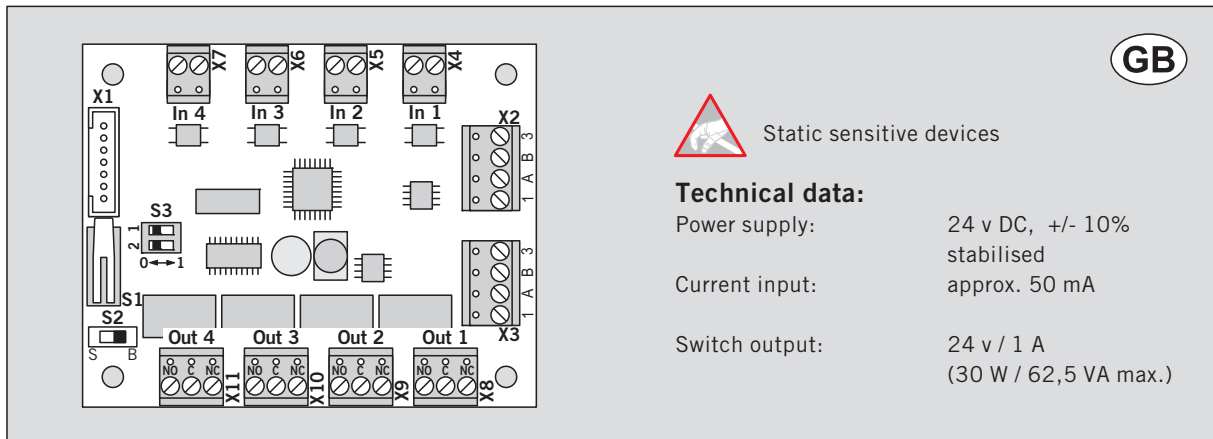 GB
X7 X6 X5 X4
X1
In 4 In 3 In 2 In 1
X2
3
B
A
1
S3
1
2
0 1
3
B
A
1
S1
S2
S B
X3
Out 4 Out 3 Out 2 Out 1
NO C NC NO C NC NO C NC NO C NC
X11 X10 X9 X8
Static sensitive devices
Technical data:
Power supply: 24 v DC, +/- 10%
stabilised
Current input: approx. 50 mA
Switch output: 24 v / 1 A
(30 W / 62,5 VA max.)